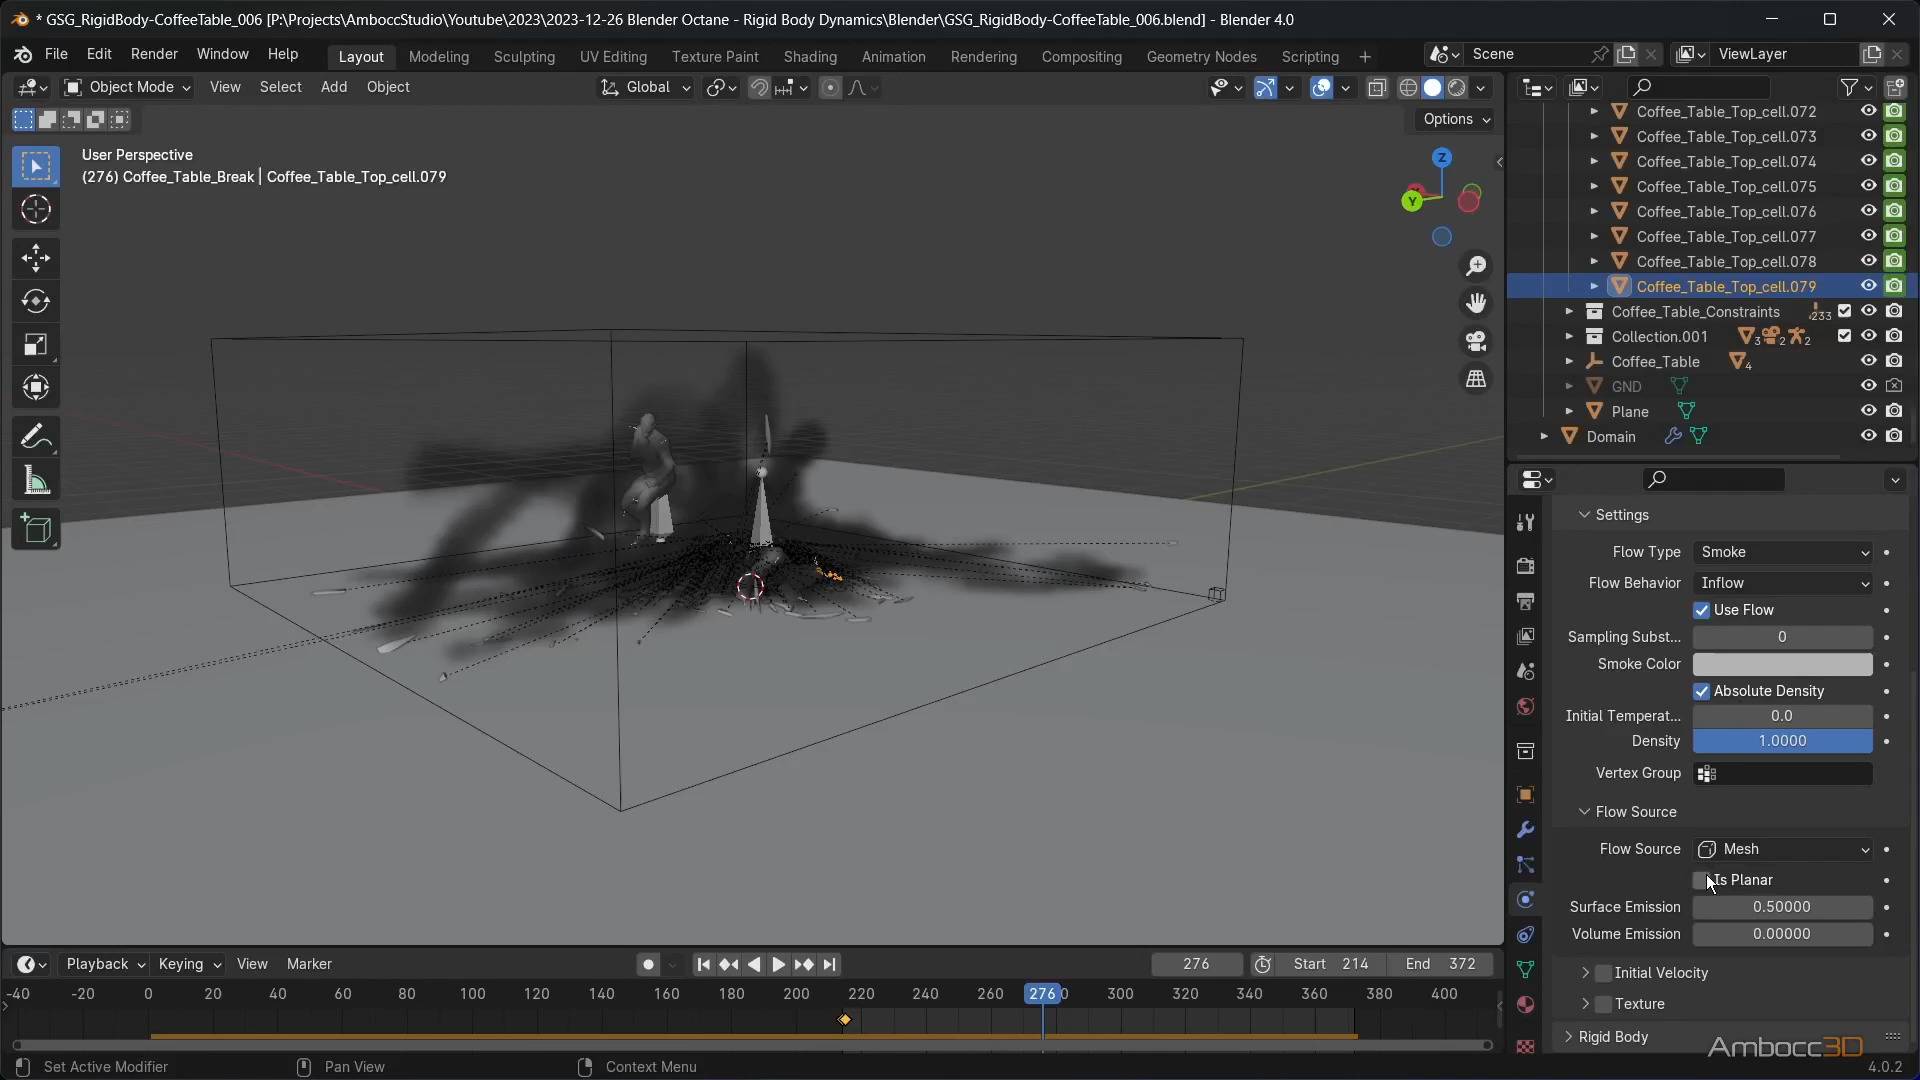 * GSG_RigidBody-CoffeeTable_006 [P:\Projects\AmboccStudio\Youtube\2023\2023-12-26 Blender Octane - Rigid Body Dynamics\Blender\GSG_RigidBody-CoffeeTable_006.blend] - Blender 4.0
File Edit Render Window Help Layout Modeling Sculpting UV Editing Texture Paint Shading Animation Rendering Compositing Geometry Nodes Scripting + Scene ViewLayer
Object Mode View Select Add Object Global
Options
User Perspective
(276) Coffee_Table_Break | Coffee_Table_Top_cell.079
Z
Y
Coffee_Table_Top_cell.072
Coffee_Table_Top_cell.073
Coffee_Table_Top_cell.074
Coffee_Table_Top_cell.075
Coffee_Table_Top_cell.076
Coffee_Table_Top_cell.077
Coffee_Table_Top_cell.078
Coffee_Table_Top_cell.079
Coffee_Table_Constraints 233
Collection.001 3 2 2
Coffee_Table 4
GND
Plane
Domain
Settings
Flow Type Smoke
Flow Behavior Inflow
Use Flow
Sampling Subst... 0
Smoke Color
Absolute Density
Initial Temperat... 0.0
Density 1.0000
Vertex Group
Flow Source
Flow Source Mesh
Is Planar
Surface Emission 0.50000
Volume Emission 0.00000
Initial Velocity
Texture
Rigid Body
Playback Keying View Marker 276 Start 214 End 372
-40 -20 0 20 40 60 80 100 120 140 160 180 200 220 240 260 276 300 320 340 360 380 400
Set Active Modifier Pan View Context Menu
Ambocc3D
4.0.2